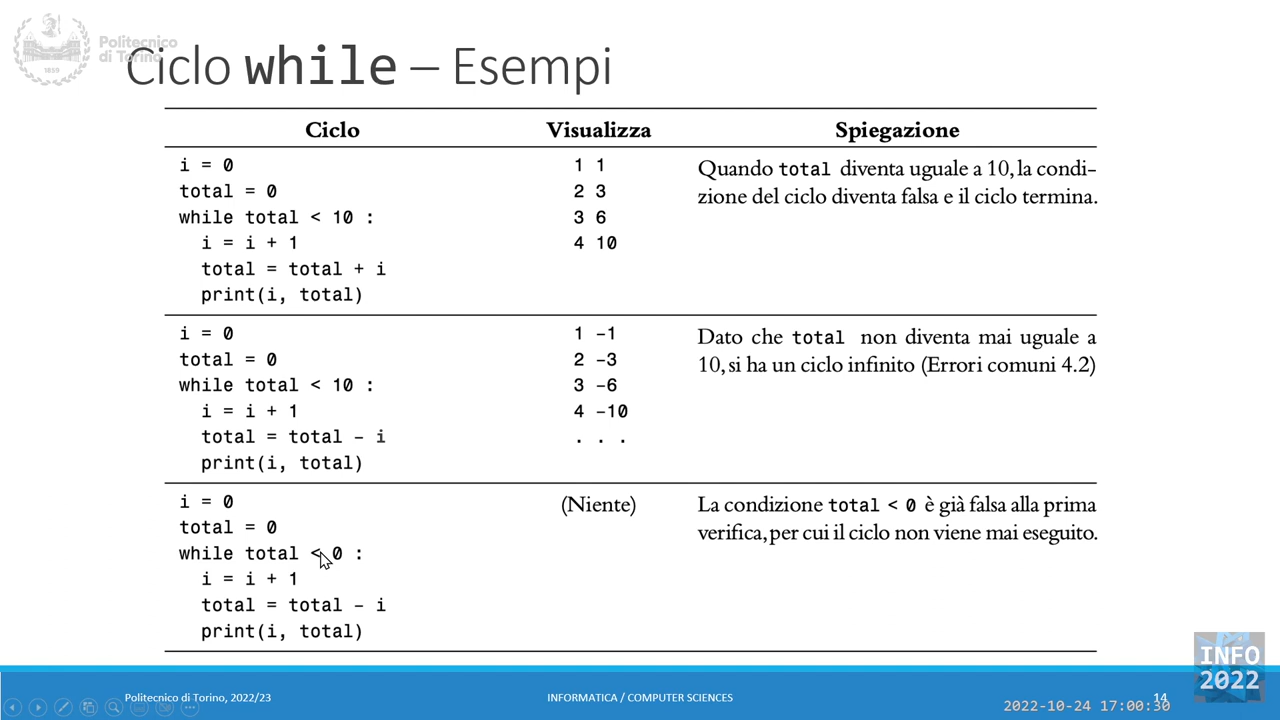 Politecnico
di Torino
1859
Ciclo while – Esempi
Ciclo Visualizza Spiegazione
i = 0
total = 0
while total < 10 :
i = i + 1
total = total + i
print(i, total)
1 1
2 3
3 6
4 10
Quando total diventa uguale a 10, la condi-
zione del ciclo diventa falsa e il ciclo termina.
i = 0
total = 0
while total < 10 :
i = i + 1
total = total – i
print(i, total)
1 –1
2 –3
3 –6
4 –10
. . .
Dato che total non diventa mai uguale a
10, si ha un ciclo infinito (Errori comuni 4.2)
i = 0
total = 0
while total < 0 :
i = i + 1
total = total – i
print(i, total)
(Niente)
La condizione total < 0 è già falsa alla prima
verifica, per cui il ciclo non viene mai eseguito.
INFO
2022
Politecnico di Torino, 2022/23 INFORMATICA / COMPUTER SCIENCES 14
2022-10-24 17:00:30